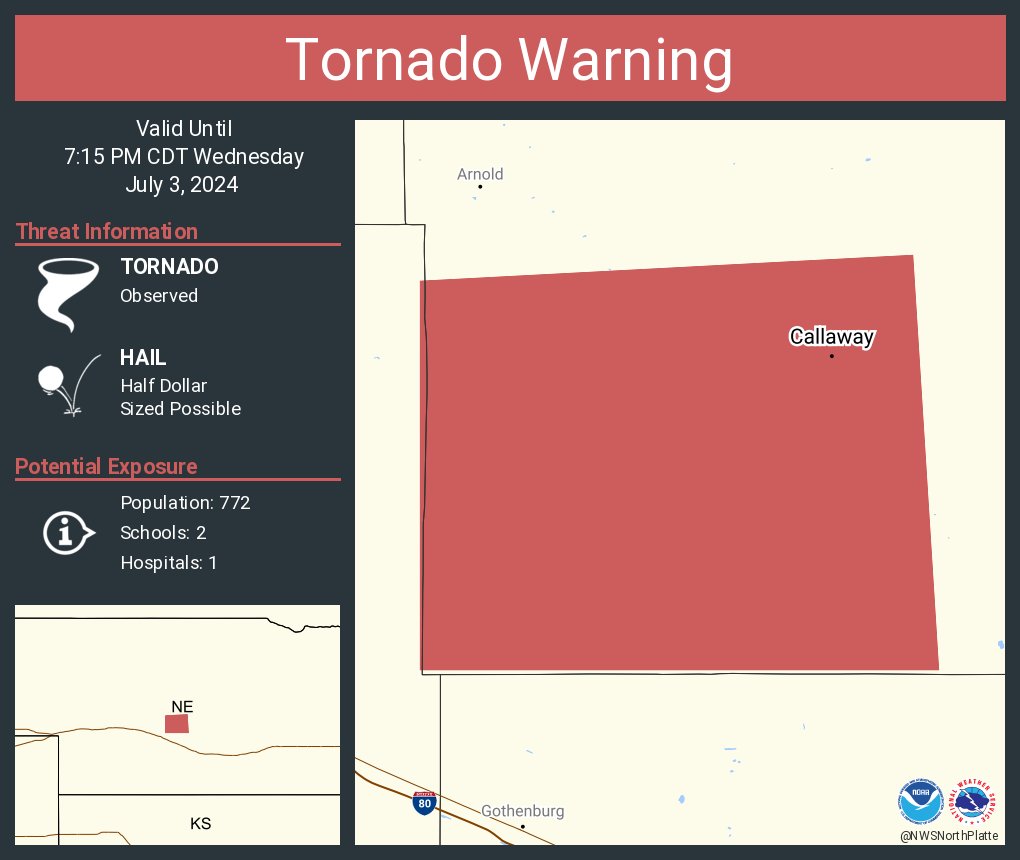 Tornado Warning
Valid Until
7:15 PM CDT Wednesday
July 3, 2024
Threat Information
TORNADO
Observed
HAIL
Half Dollar
Sized Possible
Potential Exposure
Population: 772
Schools: 2
Hospitals: 1
NE
KS
Arnold
Callaway
80
Gothenburg
NOAA
NATIONAL WEATHER SERVICE
@NWSNorthPlatte